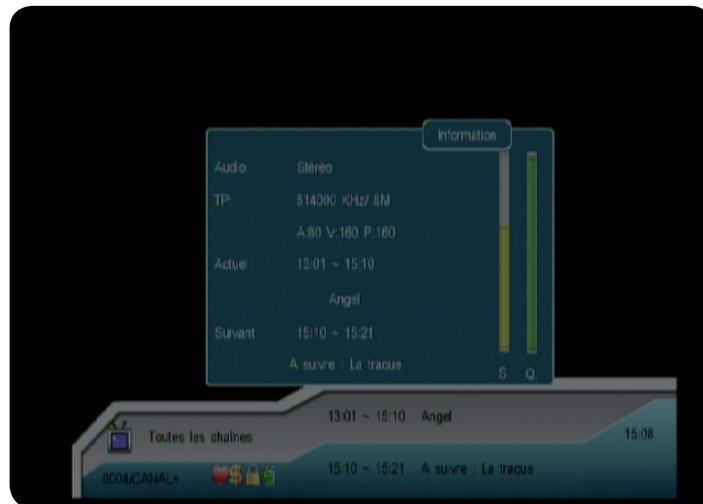 Information
Audio Stéréo
TP: 514000 KHz/ 8M
A:80 V:160 P:160
Actuel 13:01 ~ 15:10
Angel
Suivant 15:10 ~ 15:21
A suivre : La traque
S. Q.
13:01 ~ 15:10 Angel
Toutes les chaînes
15:08
0004/CANAL+
15:10 ~ 15:21 A suivre : La traque